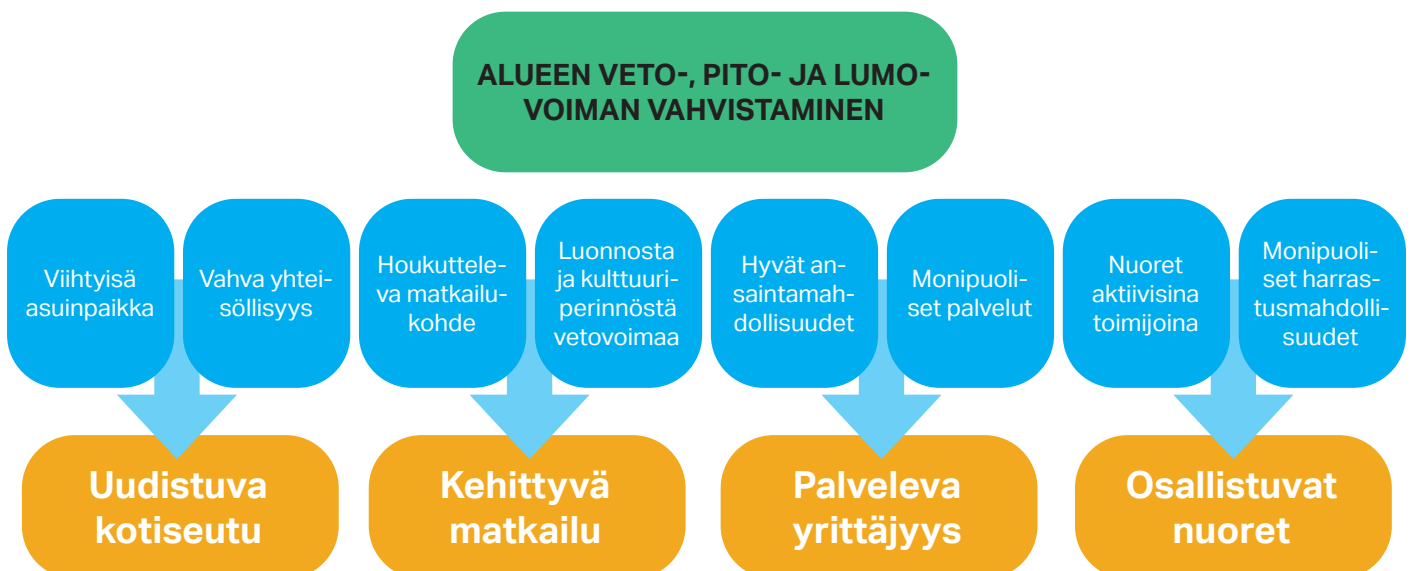 ALUEEN VETO-, PITO- JA LUMO-
VOIMAN VAHVISTAMINEN
Viihtyisä
asuinpaikka
Vahva yhtei-
söllisyys
Houkuttele-
va matkailu-
kohde
Luonnosta
ja kulttuuri-
perinnöstä
vetovoimaa
Hyvät an-
saintamah-
dollisuudet
Monipuoli-
set palvelut
Nuoret
aktiivisina
toimijoina
Monipuoli-
set harras-
tusmahdolli-
suudet
Uudistuva
kotiseutu
Kehittyvä
matkailu
Palveleva
yrittäjyys
Osallistuvat
nuoret